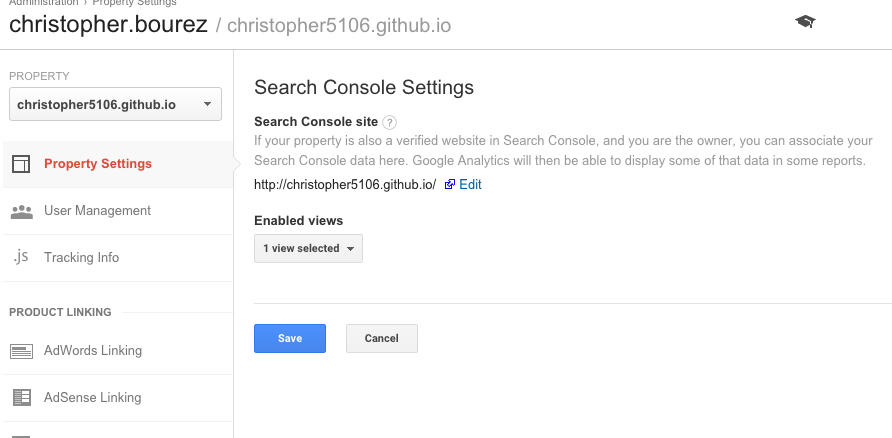 Administration › Property Settings
christopher.bourez / christopher5106.github.io
PROPERTY
christopher5106.github.io
Property Settings
User Management
.js Tracking Info
PRODUCT LINKING
AdWords Linking
AdSense Linking
Search Console Settings
Search Console site ?
If your property is also a verified website in Search Console, and you are the owner, you can associate your
Search Console data here. Google Analytics will then be able to display some of that data in some reports.
http://christopher5106.github.io/ Edit
Enabled views
1 view selected
Save Cancel